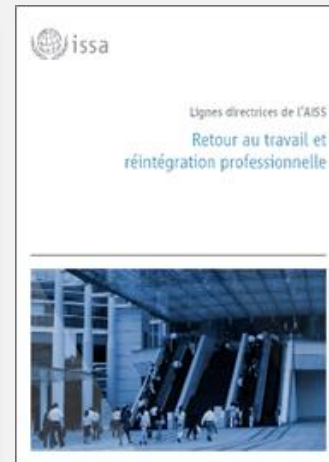 issa
Lignes directrices de l'AISS
Retour au travail et
réintégration professionnelle